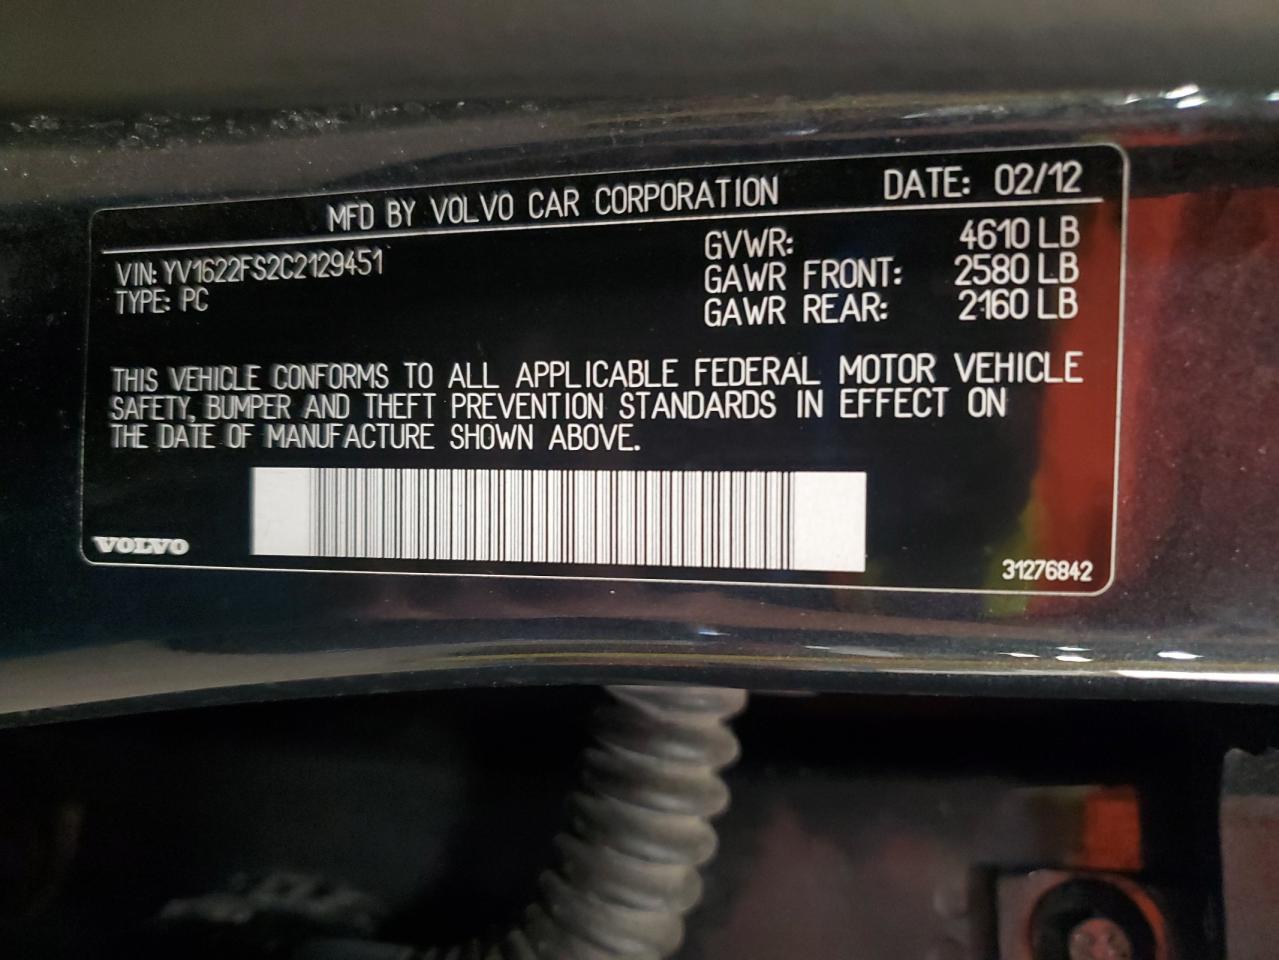 MFD BY VOLVO CAR CORPORATION DATE: 02/12
VIN: YV1622FS2C2129451
TYPE: PC
GVWR: 4610 LB
GAWR FRONT: 2580 LB
GAWR REAR: 2160 LB
THIS VEHICLE CONFORMS TO ALL APPLICABLE FEDERAL MOTOR VEHICLE
SAFETY, BUMPER AND THEFT PREVENTION STANDARDS IN EFFECT ON
THE DATE OF MANUFACTURE SHOWN ABOVE.
VOLVO
31276842